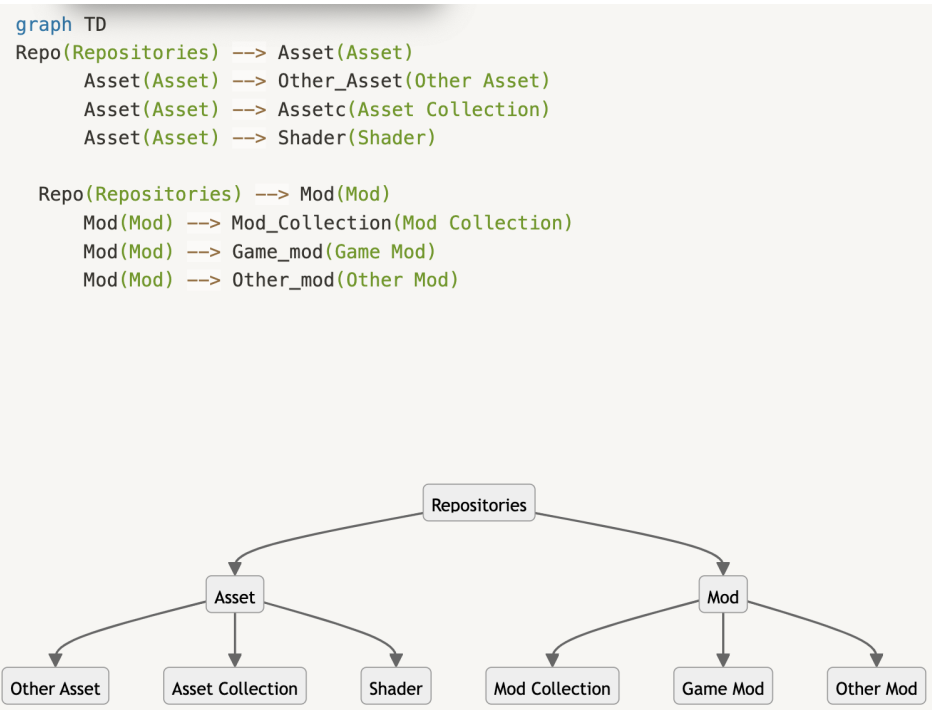 graph TD
Repo(Repositories) --> Asset(Asset)
Asset(Asset) --> Other_Asset(Other Asset)
Asset(Asset) --> Assetc(Asset Collection)
Asset(Asset) --> Shader(Shader)
Repo(Repositories) --> Mod(Mod)
Mod(Mod) --> Mod_Collection(Mod Collection)
Mod(Mod) --> Game_mod(Game Mod)
Mod(Mod) --> Other_mod(Other Mod)
Repositories
Asset
Mod
Other Asset
Asset Collection
Shader
Mod Collection
Game Mod
Other Mod